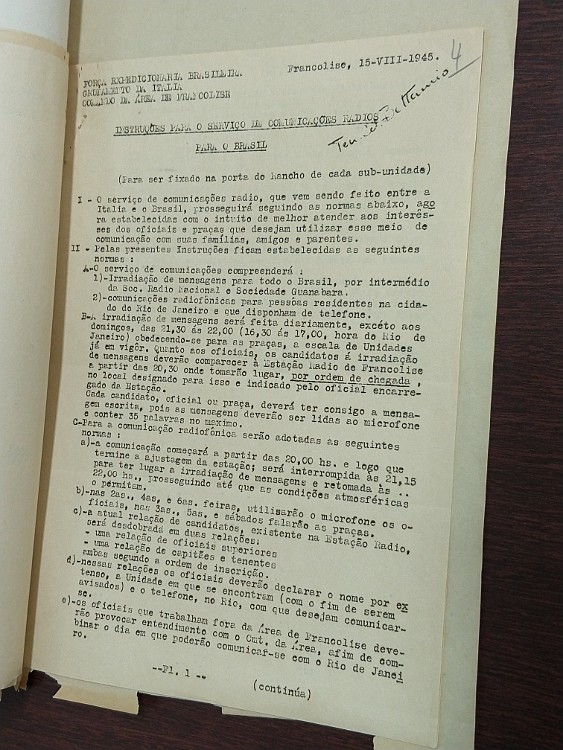 FORÇA EXPEDICIONARIA BRASILEIRA
GRUPAMENTO DA ITALIA
COMANDO DA ÁREA DE FRANCOLISE
Francolise, 15-VIII-1945.
4
INSTRUÇÕES PARA O SERVIÇO DE COMUNICAÇÕES RADIOS
PARA O BRASIL
(Para ser fixado na porta do Rancho de cada sub-unidade)
I - O serviço de comunicações radio, que vem sendo feito entre a
Italia e o Brasil, prosseguirá seguindo as normas abaixo, ago
ra estabelecidas com o intuito de melhor atender aos interês-
ses dos oficiais e praças que desejam utilizar esse meio de
comunicação com suas famílias, amigos e parentes.
II - Pelas presentes Instruções ficam estabelecidas as seguintes
normas :
A-O serviço de comunicações compreenderá :
1)-Irradiação de mensagens para todo o Brasil, por intermédio
da Soc. Radio Nacional e Sociedade Guanabara.
2)-comunicações radiofônicas para pessôas residentes na cida-
de do Rio de Janeiro e que disponham de telefone.
B-A irradiação de mensagens será feita diariamente, excéto aos
domingos, das 21,30 ás 22,00 (16,30 ás 17,00, hora do Rio de
Janeiro) obedecendo-se para as praças, a escala de Unidades
já em vigôr. Quanto aos oficiais, os candidatos á irradiação
de mensagens deverão comparecer à Estação Radio de Francolise
a partir das 20,30 onde tomarão lugar, por ordem de chegada ,
no local designado para isso e indicado pelo oficial encarre-
gado da Estação.
Cada candidato, oficial ou praça, deverá ter consigo a mensa-
gem escrita, pois as mensagens deverão ser lidas ao microfone
e conter 35 palavras no maximo.
C-Para a comunicação radiofônica serão adotadas as seguintes
normas :
a)-a comunicação começará a partir das 20,00 hs. e logo que
termine a ajustagem da estação; será interrompida às 21,15
para ter lugar a irradiação de mensagens e retomada às ..
22,00 hs., prosseguindo até que as condições atmosféricas
o permitam.
b)-nas 2as., 4as, e 6as. feiras, utilisarão o microfone os o-
ficiais, nas 3as., 5as. e sábados falarão as praças.
c)-a atual relação de candidatos, existente na Estação Radio,
será desdobrada em duas relações:
- uma relação de oficiais superiores
- uma relação de capitães e tenentes
ambas segundo a ordem de inscrição.
d)-nessas relações os oficiais deverão declarar o nome por ex
tenso, a Unidade em que se encontram (com o fim de serem
avisados) e o telefone, no Rio, com que desejam comunicar-
se.
e)-os oficiais que trabalham fora da Área de Francolise deve-
rão provocar entendimento com o Cmt. da Área, afim de com-
binar o dia em que poderão comunicar-se com o Rio de Janei
ro.
--Fl. 1 --
(continúa)